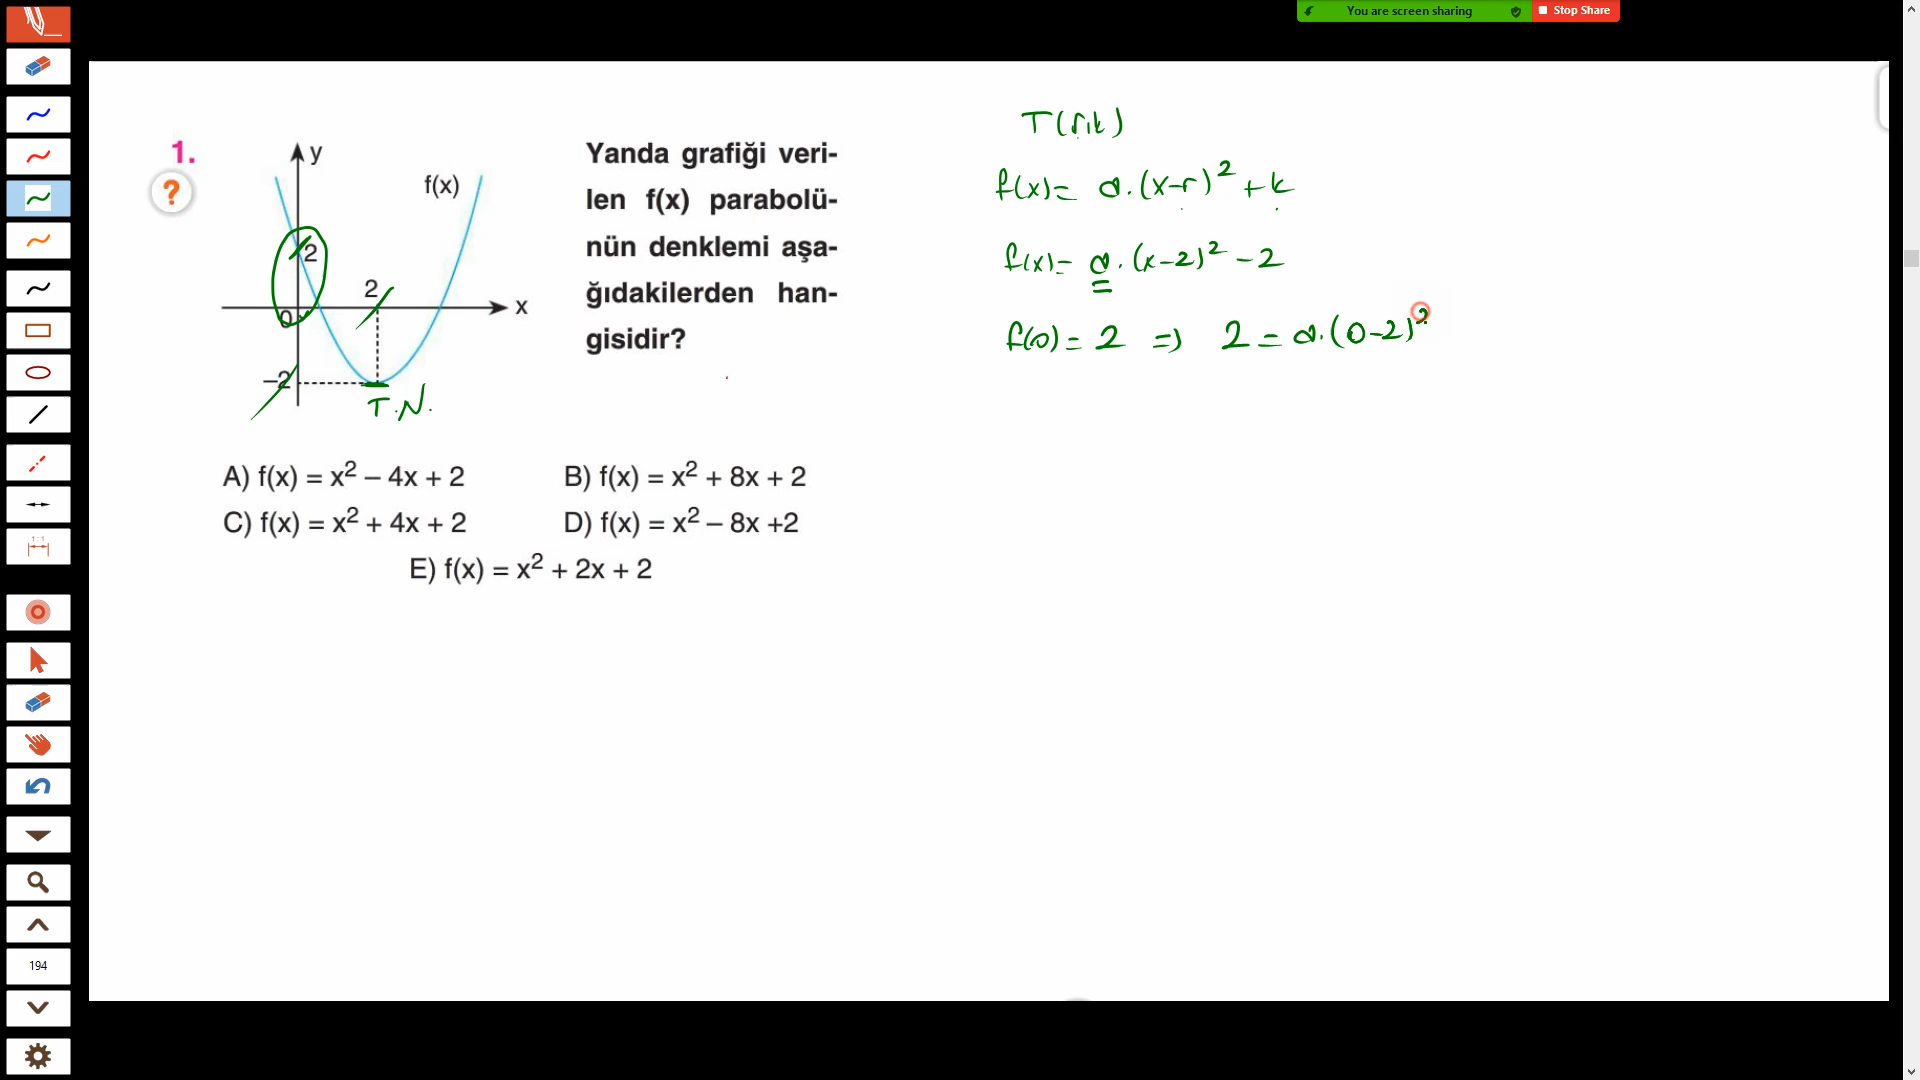 You are screen sharing
Stop Share
1.
?
y
f(x)
2
2
0
x
–2
T.N.
Yanda grafiği veri-
len f(x) parabolü-
nün denklemi aşa-
ğıdakilerden han-
gisidir?
A) f(x) = x² – 4x + 2
B) f(x) = x² + 8x + 2
C) f(x) = x² + 4x + 2
D) f(x) = x² – 8x +2
E) f(x) = x² + 2x + 2
T(r,k)
f(x)= a.(x-r)² + k
f(x)= a.(x-2)² - 2
f(0) = 2 ⇒ 2 = a.(0-2)²
1:1
194